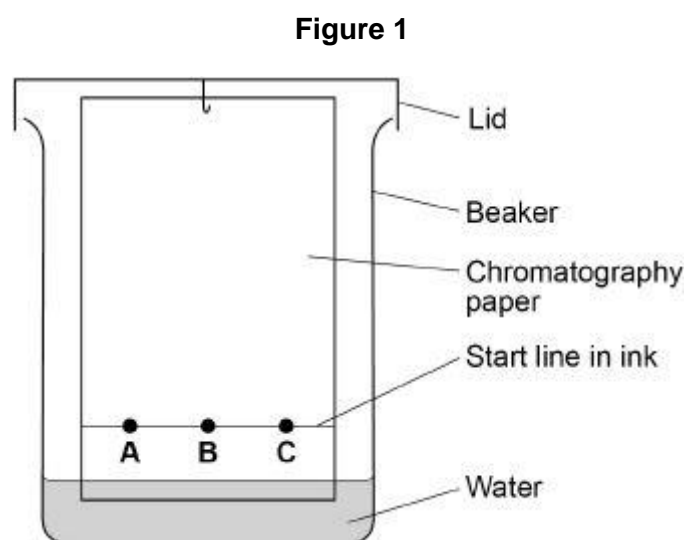 Figure 1
Lid
Beaker
Chromatography
paper
Start line in ink
A B C
Water